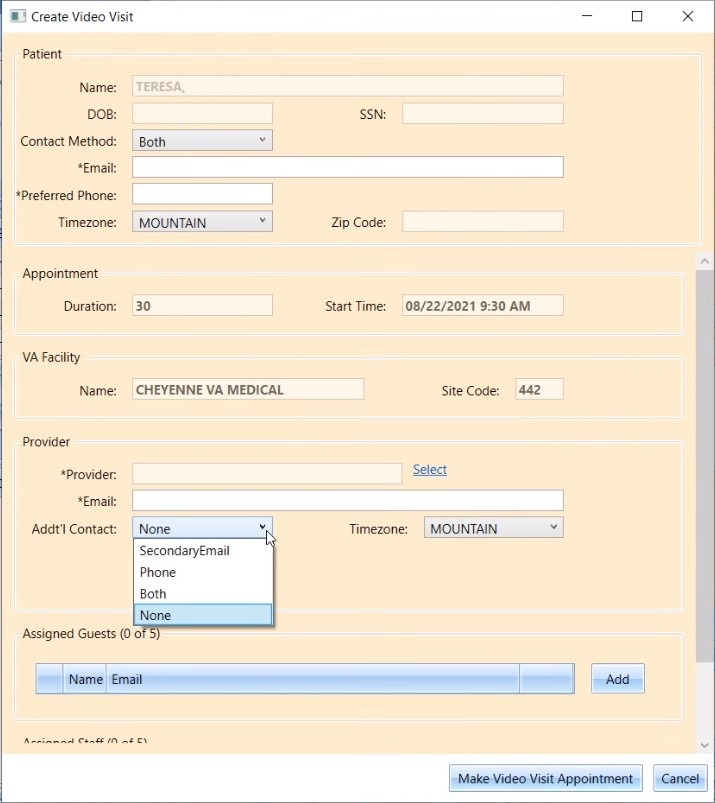 Create Video Visit
Patient
Name: TERESA,
DOB: SSN:
Contact Method: Both
*Email:
*Preferred Phone:
Timezone: MOUNTAIN Zip Code:
Appointment
Duration: 30 Start Time: 08/22/2021 9:30 AM
VA Facility
Name: CHEYENNE VA MEDICAL Site Code: 442
Provider
*Provider: Select
*Email:
Addt'l Contact: None Timezone: MOUNTAIN
SecondaryEmail
Phone
Both
None
Assigned Guests (0 of 5)
Name Email Add
Assigned Staff (0 of 5)
Make Video Visit Appointment Cancel